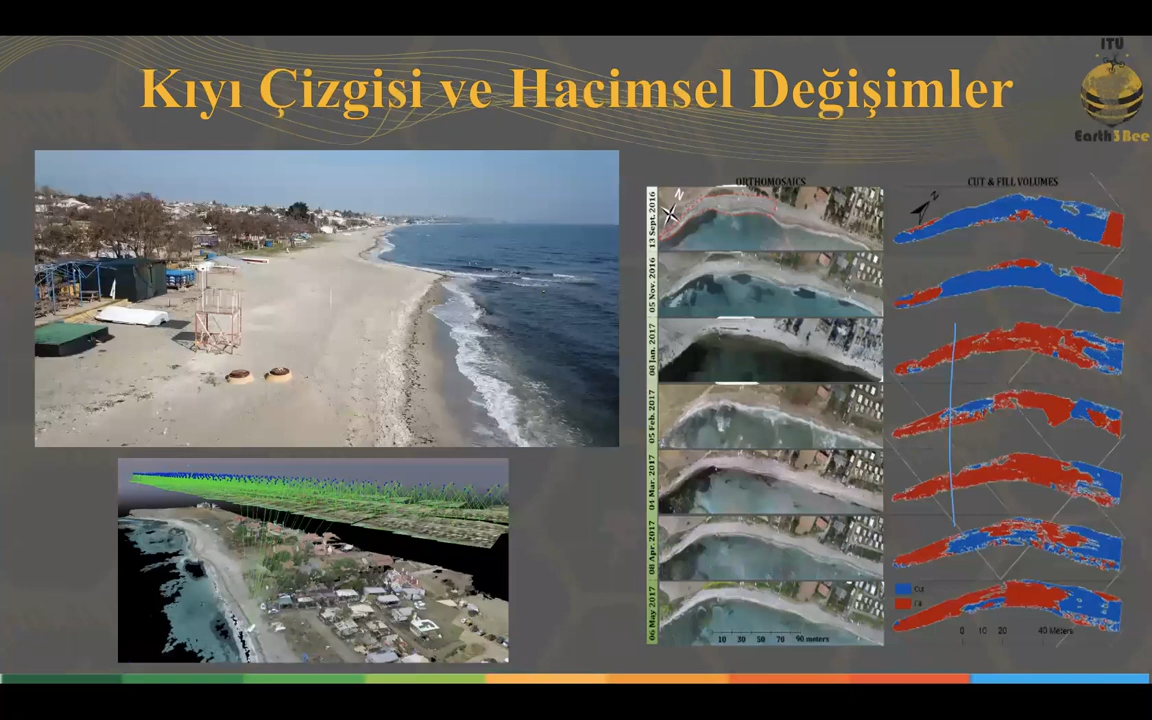 ITU
Kıyı Çizgisi ve Hacimsel Değişimler
Earth3Bee
ORTHOMOSAICS
CUT & FILL VOLUMES
N
13 Sept. 2016
05 Nov. 2016
08 Jan. 2017
05 Feb. 2017
04 Mar. 2017
08 Apr. 2017
06 May 2017
10 30 50 70 90 meters
Cut
Fill
0 10 20 40 Meters